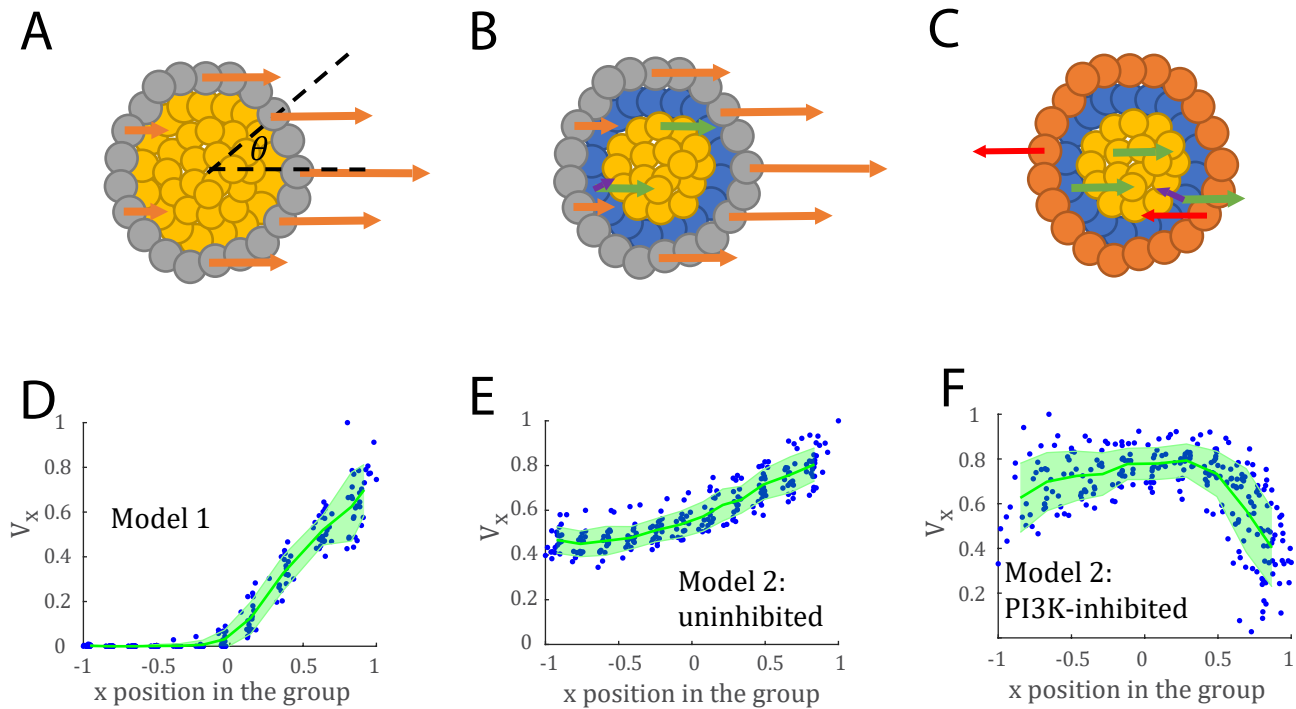 A
B
C
θ
D
E
F
1
0.8
0.6
0.4
0.2
0
V_x
Model 1
-1
-0.5
0
0.5
1
x position in the group
1
0.8
0.6
0.4
0.2
0
V_x
Model 2:
uninhibited
-1
-0.5
0
0.5
1
x position in the group
1
0.8
0.6
0.4
0.2
V_x
Model 2:
PI3K-inhibited
-1
-0.5
0
0.5
1
x position in the group